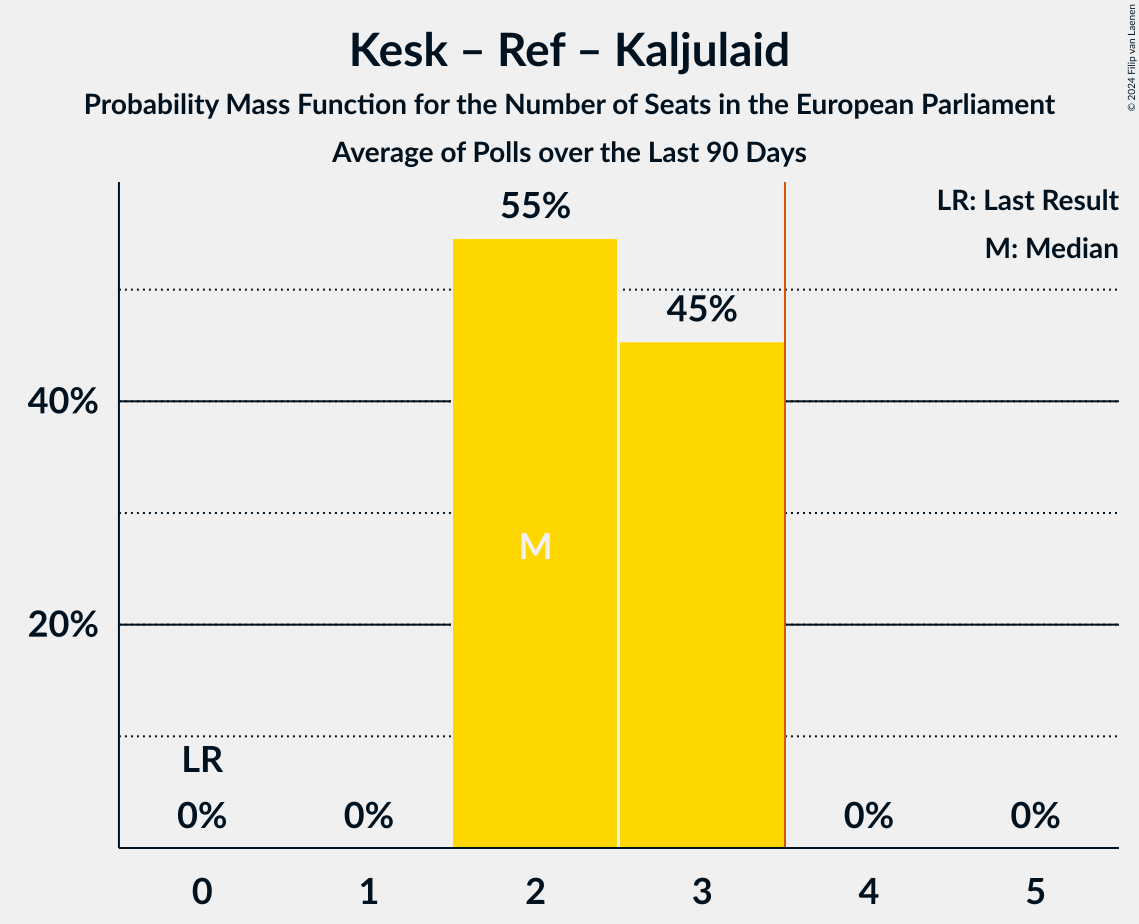 Kesk – Ref – Kaljulaid
Probability Mass Function for the Number of Seats in the European Parliament
Average of Polls over the Last 90 Days
© 2024 Filip van Laenen
LR: Last Result
M: Median
55%
45%
40%
20%
M
LR
0%
0%
0%
0%
0
1
2
3
4
5